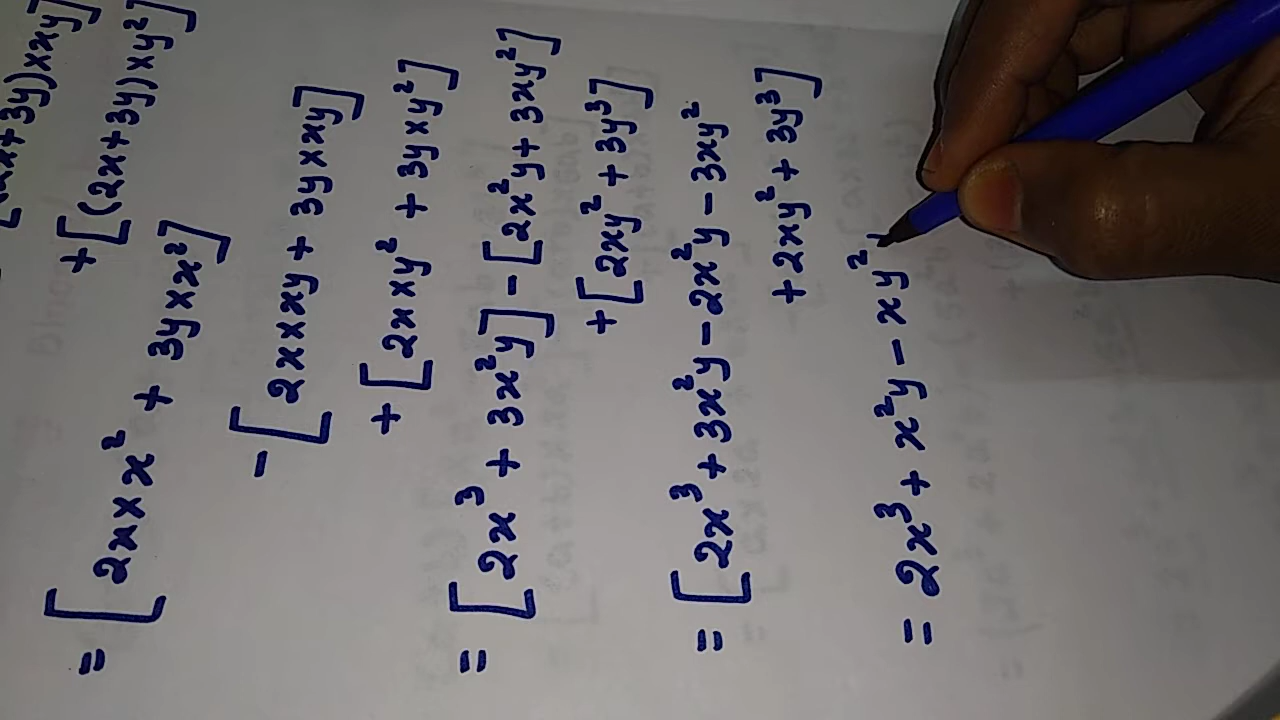 +[(2x+3y)×xy²]
= [2x×x² + 3y×x²]
- [2x×xy + 3y×xy]
+ [2x×xy² + 3y×y²]
= [2x³ + 3x²y] - [2x²y + 3xy²]
+ [2xy² + 3y³]
= [2x³ + 3x²y - 2x²y - 3xy²
+ 2xy² + 3y³]
= 2x³ + x²y - xy² +